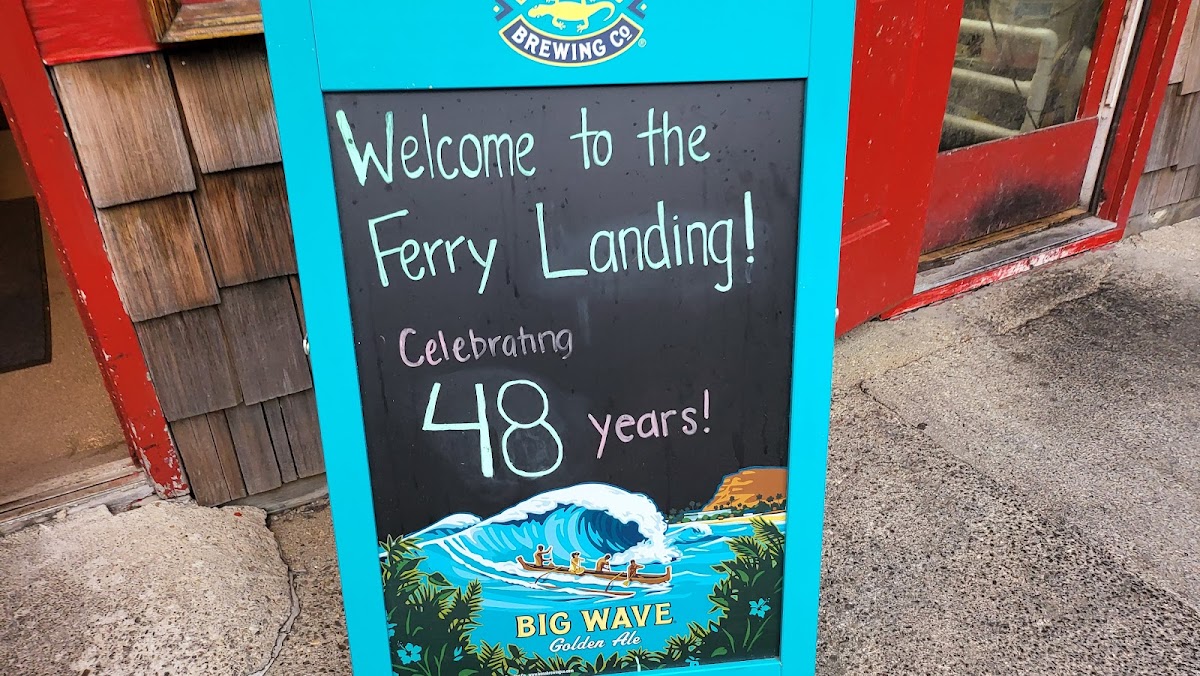 BREWING CO.
Welcome to the
Ferry Landing!
Celebrating
48 years!
BIG WAVE
Golden Ale